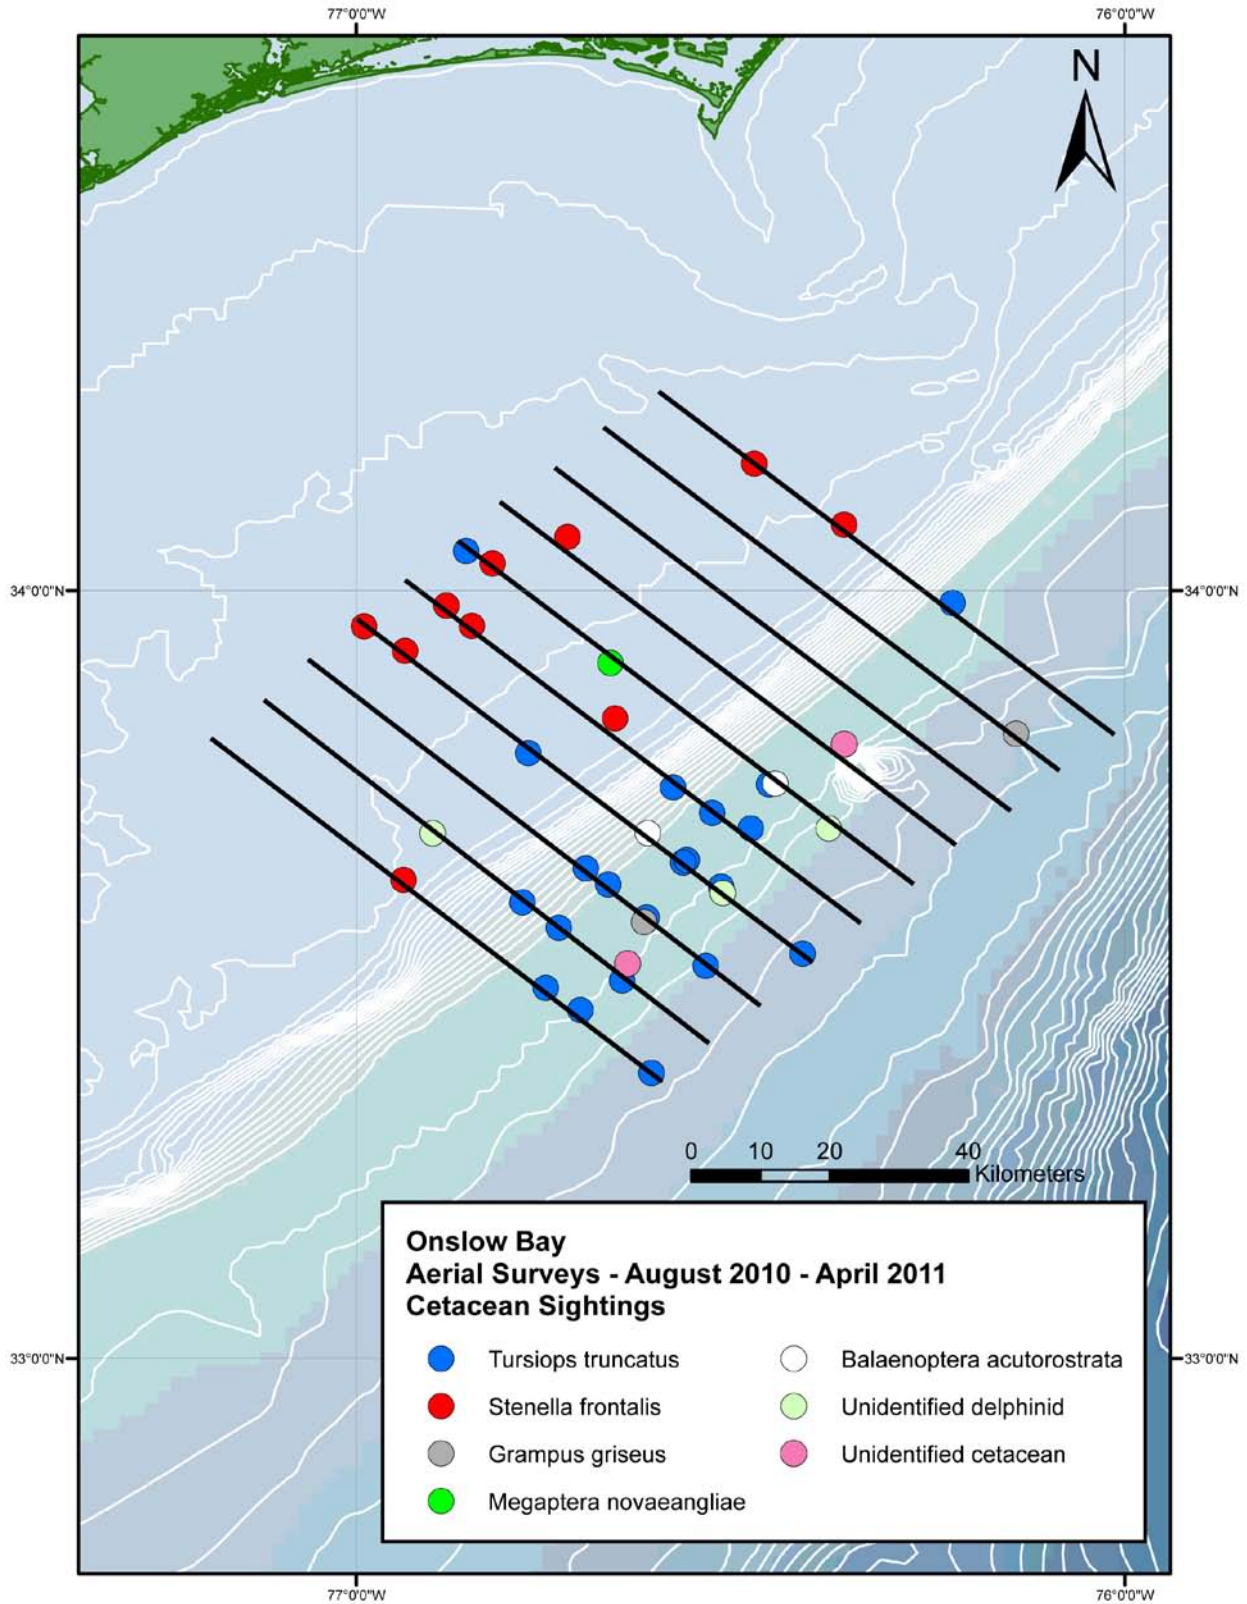 77°0'0"W
76°0'0"W
N
34°0'0"N
34°0'0"N
0 10 20 40
Kilometers
Onslow Bay
Aerial Surveys - August 2010 - April 2011
Cetacean Sightings
Tursiops truncatus
Balaenoptera acutorostrata
Stenella frontalis
Unidentified delphinid
Grampus griseus
Unidentified cetacean
Megaptera novaeangliae
33°0'0"N
33°0'0"N
77°0'0"W
76°0'0"W